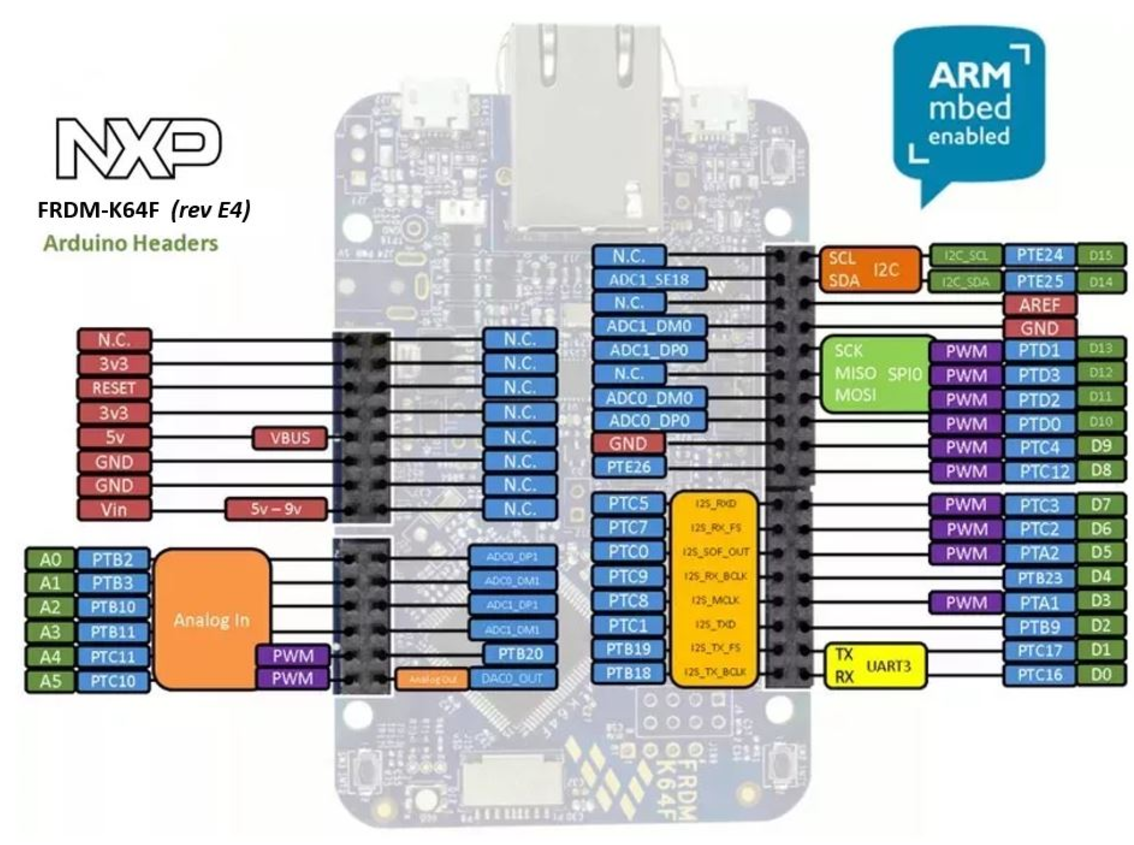 NXP
FRDM-K64F (rev E4)
Arduino Headers
ARM
mbed
enabled
N.C. SCL I2C I2C_SCL PTE24 D15
ADC1_SE18 SDA I2C_SDA PTE25 D14
N.C. AREF
ADC1_DM0 GND
ADC1_DP0 SCK PWM PTD1 D13
N.C. MISO SPI0 PWM PTD3 D12
ADC0_DM0 MOSI PWM PTD2 D11
ADC0_DP0 PWM PTD0 D10
GND PWM PTC4 D9
PTE26 PWM PTC12 D8
PTC5 I2S_RXD PWM PTC3 D7
PTC7 I2S_RX_FS PWM PTC2 D6
PTC0 I2S_SOF_OUT PWM PTA2 D5
PTC9 I2S_RX_BCLK PTB23 D4
PTC8 I2S_MCLK PWM PTA1 D3
PTC1 I2S_TXD PTB9 D2
PTB19 I2S_TX_FS TX UART3 PTC17 D1
PTB18 I2S_TX_BCLK RX PTC16 D0
N.C. N.C.
3v3 N.C.
RESET N.C.
3v3 N.C.
5v VBUS N.C.
GND N.C.
GND N.C.
Vin 5v – 9v N.C.
A0 PTB2 ADC0_DP1
A1 PTB3 ADC0_DM1
A2 PTB10 Analog In ADC1_DP1
A3 PTB11 ADC1_DM1
A4 PTC11 PWM PTB20
A5 PTC10 PWM Analog Out DAC0_OUT
FRDM
K64F